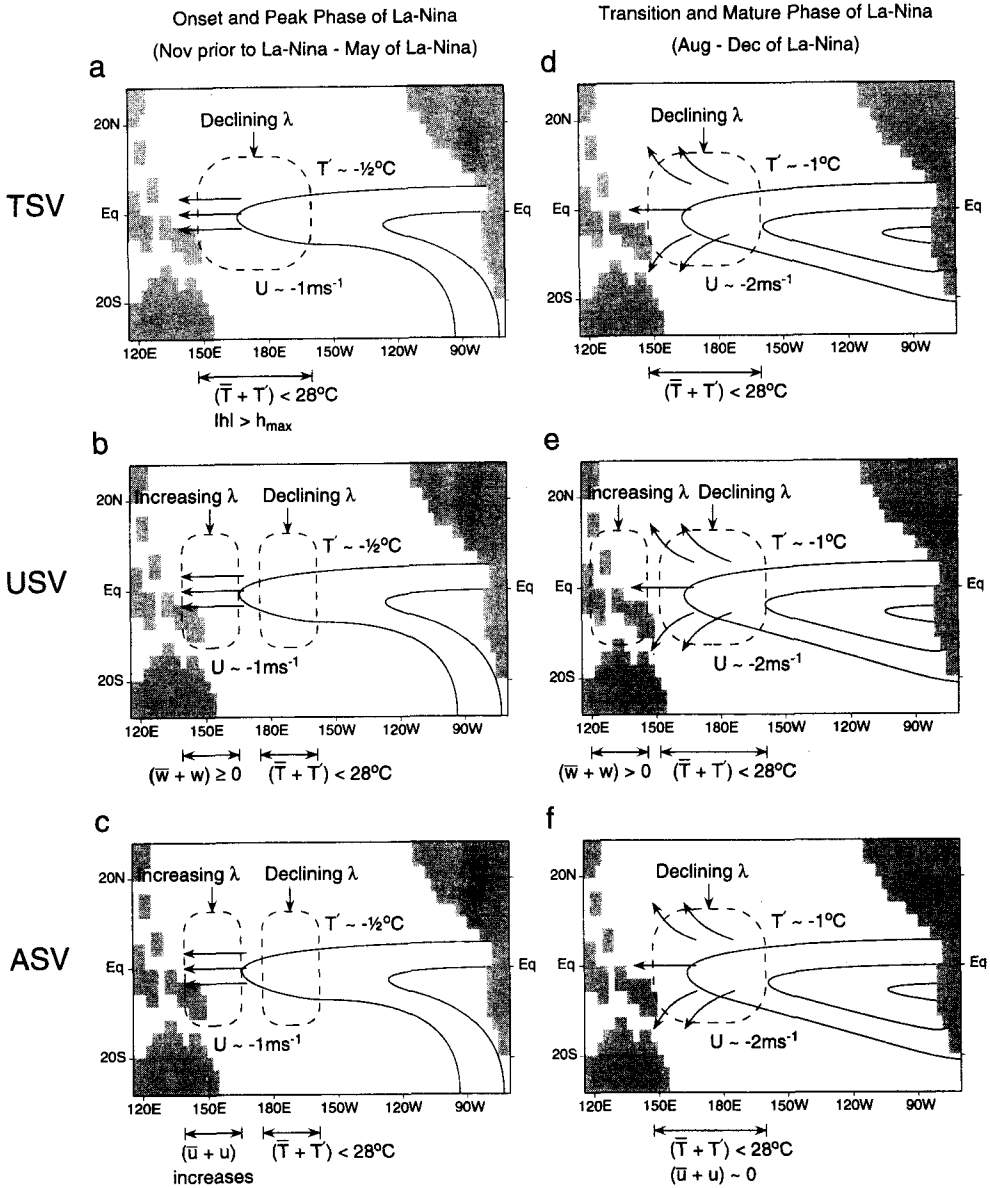 Onset and Peak Phase of La-Nina
(Nov prior to La-Nina - May of La-Nina)
Transition and Mature Phase of La-Nina
(Aug - Dec of La-Nina)
a
TSV
20N
Eq
20S
Declining λ
T′ ~ -½°C
U ~ -1ms⁻¹
Eq
120E 150E 180E 150W 120W 90W
(T̄ + T′) < 28°C
|h| > hmax
d
20N
Eq
20S
Declining λ
T′ ~ -1°C
U ~ -2ms⁻¹
Eq
120E 150E 180E 150W 120W 90W
(T̄ + T′) < 28°C
b
USV
20N
Eq
20S
Increasing λ Declining λ
T′ ~ -½°C
U ~ -1ms⁻¹
Eq
120E 150E 180E 150W 120W 90W
(w̄ + w) ≥ 0 (T̄ + T′) < 28°C
e
20N
Eq
20S
Increasing λ Declining λ
T′ ~ -1°C
U ~ -2ms⁻¹
Eq
120E 150E 180E 150W 120W 90W
(w̄ + w) > 0 (T̄ + T′) < 28°C
c
ASV
20N
Eq
20S
Increasing λ Declining λ
T′ ~ -½°C
U ~ -1ms⁻¹
Eq
120E 150E 180E 150W 120W 90W
(ū + u) (T̄ + T′) < 28°C
increases
f
20N
Eq
20S
Declining λ
T′ ~ -1°C
U ~ -2ms⁻¹
Eq
120E 150E 180E 150W 120W 90W
(T̄ + T′) < 28°C
(ū + u) ~ 0